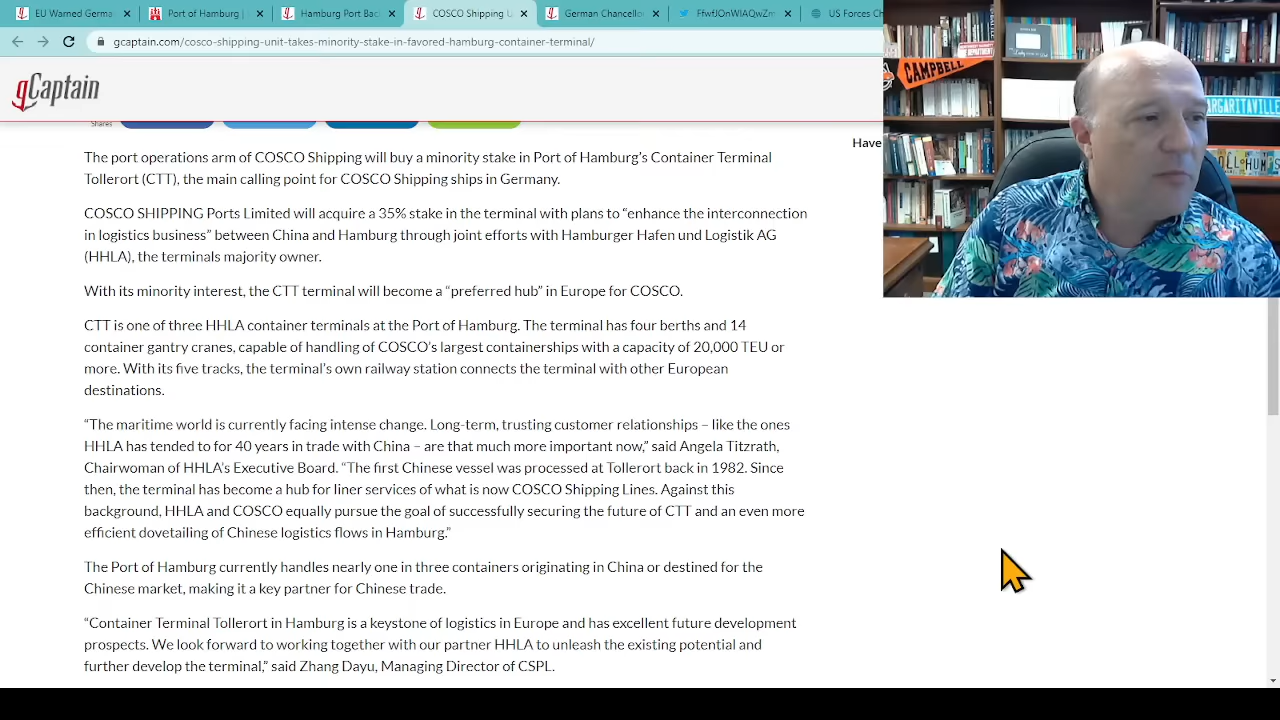 EU Warned Germa
Port of Hamburg |
Hamburg Port Bac
COSCO Shipping U
German Chancello
FfwfJOnWIAQwZm
US Forces Ch
gcaptain.com/cosco-shipping-unit-takes-minority-stake-in-favored-hamburg-container-terminal/
gCaptain
Shares
Have
CAMPBELL
MARGARITAVILLE
The port operations arm of COSCO Shipping will buy a minority stake in Port of Hamburg’s Container Terminal
Tollerort (CTT), the main calling point for COSCO Shipping ships in Germany.
COSCO SHIPPING Ports Limited will acquire a 35% stake in the terminal with plans to “enhance the interconnection
in logistics business” between China and Hamburg through joint efforts with Hamburger Hafen und Logistik AG
(HHLA), the terminals majority owner.
With its minority interest, the CTT terminal will become a “preferred hub” in Europe for COSCO.
CTT is one of three HHLA container terminals at the Port of Hamburg. The terminal has four berths and 14
container gantry cranes, capable of handling of COSCO’s largest containerships with a capacity of 20,000 TEU or
more. With its five tracks, the terminal’s own railway station connects the terminal with other European
destinations.
“The maritime world is currently facing intense change. Long-term, trusting customer relationships – like the ones
HHLA has tended to for 40 years in trade with China – are that much more important now,” said Angela Titzrath,
Chairwoman of HHLA’s Executive Board. “The first Chinese vessel was processed at Tollerort back in 1982. Since
then, the terminal has become a hub for liner services of what is now COSCO Shipping Lines. Against this
background, HHLA and COSCO equally pursue the goal of successfully securing the future of CTT and an even more
efficient dovetailing of Chinese logistics flows in Hamburg.”
The Port of Hamburg currently handles nearly one in three containers originating in China or destined for the
Chinese market, making it a key partner for Chinese trade.
“Container Terminal Tollerort in Hamburg is a keystone of logistics in Europe and has excellent future development
prospects. We look forward to working together with our partner HHLA to unleash the existing potential and
further develop the terminal,” said Zhang Dayu, Managing Director of CSPL.